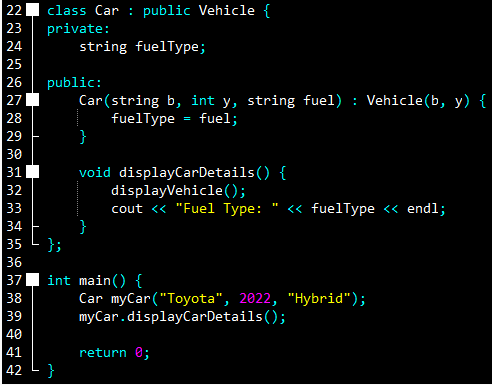 22 class Car : public Vehicle {
23 private:
24     string fuelType;
25
26 public:
27     Car(string b, int y, string fuel) : Vehicle(b, y) {
28         fuelType = fuel;
29     }
30
31     void displayCarDetails() {
32         displayVehicle();
33         cout << "Fuel Type: " << fuelType << endl;
34     }
35 };
36
37 int main() {
38     Car myCar("Toyota", 2022, "Hybrid");
39     myCar.displayCarDetails();
40
41     return 0;
42 }